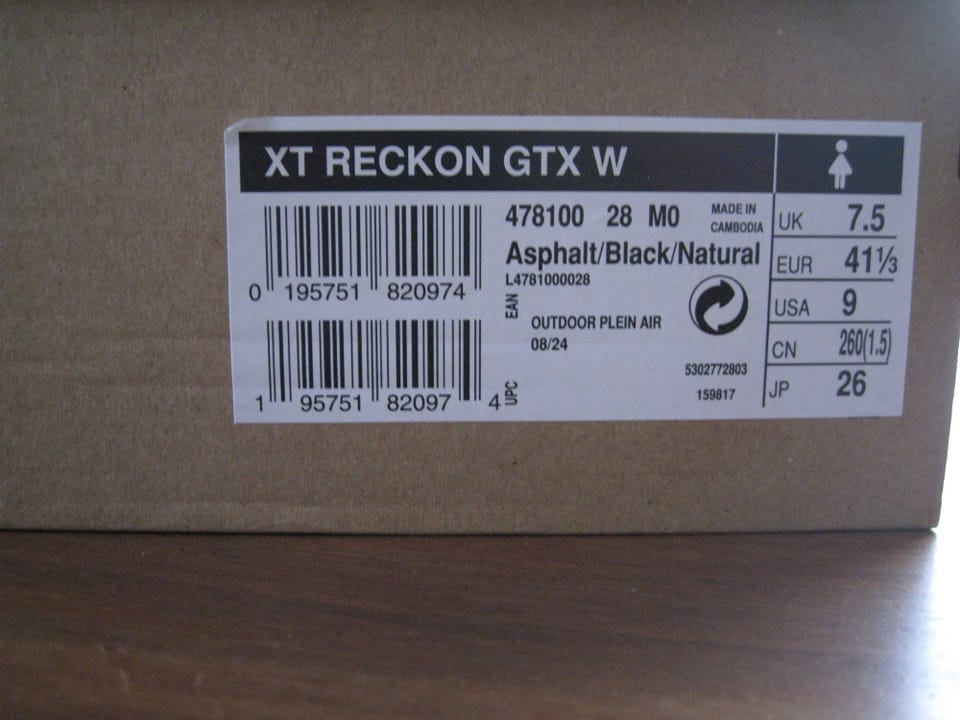 XT RECKON GTX W
0 195751 820974
1 95751 82097 4
EAN
UPC
478100 28 M0
MADE IN
CAMBODIA
Asphalt/Black/Natural
L4781000028
OUTDOOR PLEIN AIR
08/24
5302772803
159817
UK 7.5
EUR 41⅓
USA 9
CN 260(1.5)
JP 26